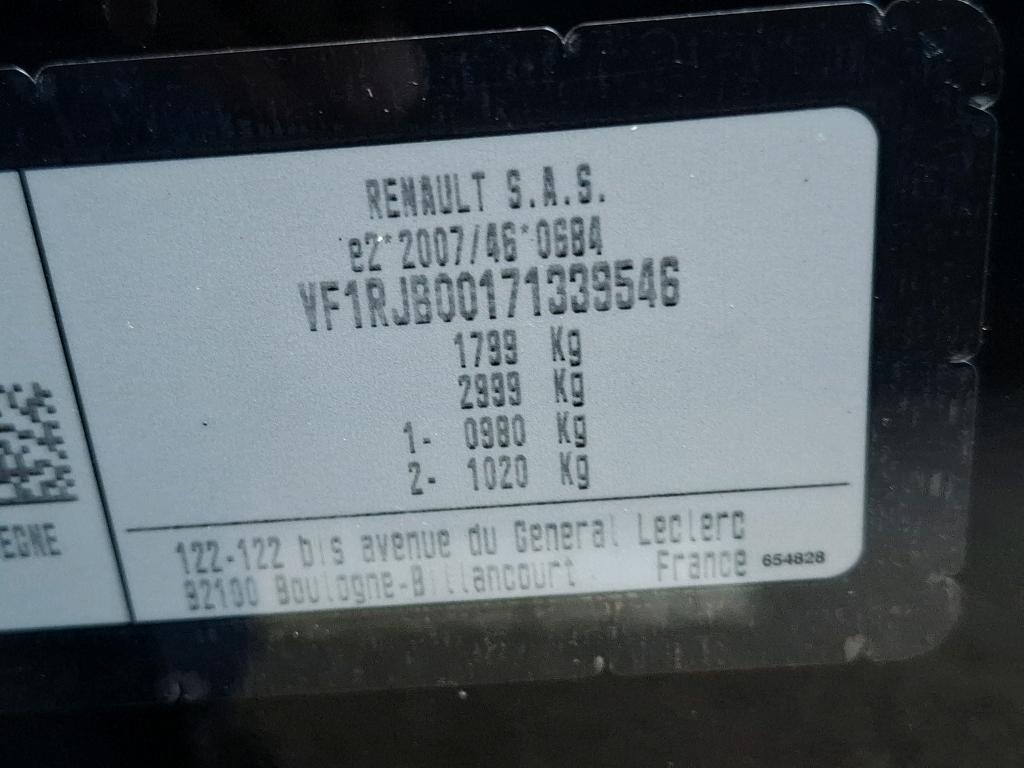 RENAULT S.A.S.
e2*2007/46*0684
VF1RJB00171339546
1799 Kg
2999 Kg
1- 0980 Kg
2- 1020 Kg
EGNE
122-122 bis avenue du General Leclerc
92100 Boulogne-Billancourt France 654828